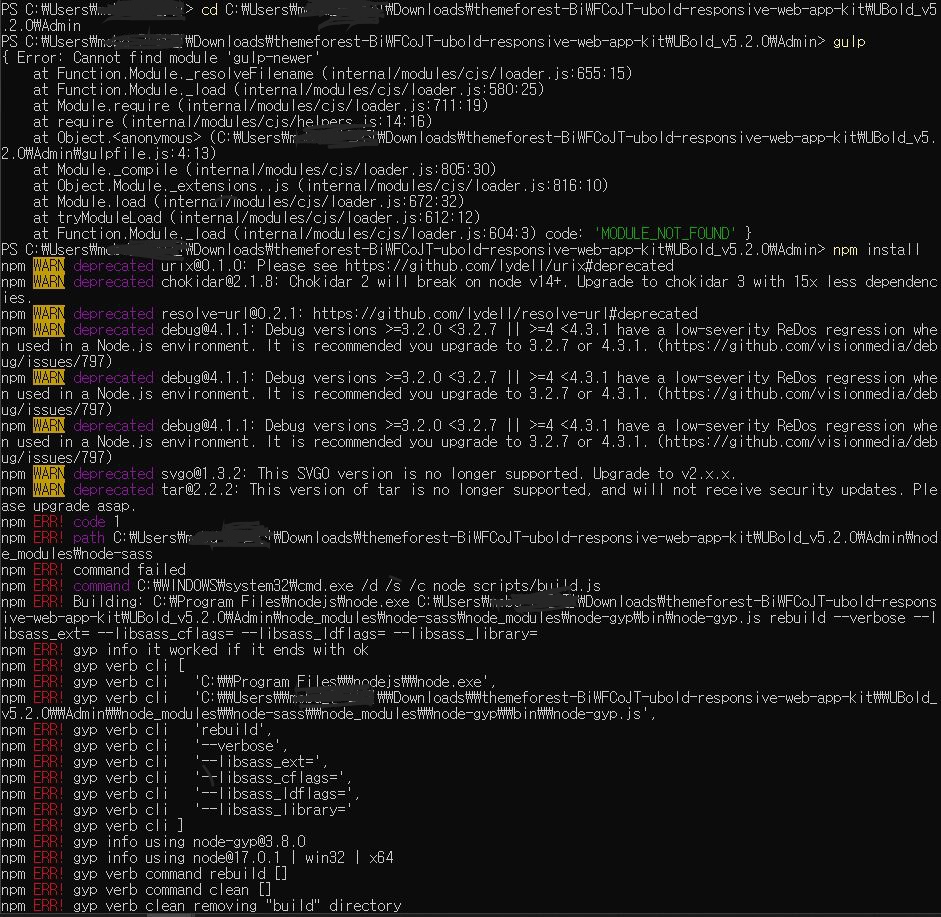 PS C:₩Users₩m > cd C:₩Users₩m ₩Downloads₩themeforest-BiWFCoJT-ubold-responsive-web-app-kit₩UBold_v5
.2.0₩Admin
PS C:₩Users₩m ₩Downloads₩themeforest-BiWFCoJT-ubold-responsive-web-app-kit₩UBold_v5.2.0₩Admin> gulp
{ Error: Cannot find module 'gulp-newer'
    at Function.Module._resolveFilename (internal/modules/cjs/loader.js:655:15)
    at Function.Module._load (internal/modules/cjs/loader.js:580:25)
    at Module.require (internal/modules/cjs/loader.js:711:19)
    at require (internal/modules/cjs/helpers.js:14:16)
    at Object.<anonymous> (C:₩Users₩m ₩Downloads₩themeforest-BiWFCoJT-ubold-responsive-web-app-kit₩UBold_v5.
2.0₩Admin₩gulpfile.js:4:13)
    at Module._compile (internal/modules/cjs/loader.js:805:30)
    at Object.Module._extensions..js (internal/modules/cjs/loader.js:816:10)
    at Module.load (internal/modules/cjs/loader.js:672:32)
    at tryModuleLoad (internal/modules/cjs/loader.js:612:12)
    at Function.Module._load (internal/modules/cjs/loader.js:604:3) code: 'MODULE_NOT_FOUND' }
PS C:₩Users₩m ₩Downloads₩themeforest-BiWFCoJT-ubold-responsive-web-app-kit₩UBold_v5.2.0₩Admin> npm install
npm WARN deprecated urix@0.1.0: Please see https://github.com/lydell/urix#deprecated
npm WARN deprecated chokidar@2.1.8: Chokidar 2 will break on node v14+. Upgrade to chokidar 3 with 15x less dependenc
ies.
npm WARN deprecated resolve-url@0.2.1: https://github.com/lydell/resolve-url#deprecated
npm WARN deprecated debug@4.1.1: Debug versions >=3.2.0 <3.2.7 || >=4 <4.3.1 have a low-severity ReDos regression whe
n used in a Node.js environment. It is recommended you upgrade to 3.2.7 or 4.3.1. (https://github.com/visionmedia/deb
ug/issues/797)
npm WARN deprecated debug@4.1.1: Debug versions >=3.2.0 <3.2.7 || >=4 <4.3.1 have a low-severity ReDos regression whe
n used in a Node.js environment. It is recommended you upgrade to 3.2.7 or 4.3.1. (https://github.com/visionmedia/deb
ug/issues/797)
npm WARN deprecated debug@4.1.1: Debug versions >=3.2.0 <3.2.7 || >=4 <4.3.1 have a low-severity ReDos regression whe
n used in a Node.js environment. It is recommended you upgrade to 3.2.7 or 4.3.1. (https://github.com/visionmedia/deb
ug/issues/797)
npm WARN deprecated svgo@1.3.2: This SVGO version is no longer supported. Upgrade to v2.x.x.
npm WARN deprecated tar@2.2.2: This version of tar is no longer supported, and will not receive security updates. Ple
ase upgrade asap.
npm ERR! code 1
npm ERR! path C:₩Users₩m ₩Downloads₩themeforest-BiWFCoJT-ubold-responsive-web-app-kit₩UBold_v5.2.0₩Admin₩nod
e_modules₩node-sass
npm ERR! command failed
npm ERR! command C:₩WINDOWS₩system32₩cmd.exe /d /s /c node scripts/build.js
npm ERR! Building: C:₩Program Files₩nodejs₩node.exe C:₩Users₩m ₩Downloads₩themeforest-BiWFCoJT-ubold-respons
ive-web-app-kit₩UBold_v5.2.0₩Admin₩node_modules₩node-sass₩node_modules₩node-gyp₩bin₩node-gyp.js rebuild --verbose --l
ibsass_ext= --libsass_cflags= --libsass_ldflags= --libsass_library=
npm ERR! gyp info it worked if it ends with ok
npm ERR! gyp verb cli [
npm ERR! gyp verb cli   'C:₩₩Program Files₩₩nodejs₩₩node.exe',
npm ERR! gyp verb cli   'C:₩₩Users₩₩m ₩₩Downloads₩₩themeforest-BiWFCoJT-ubold-responsive-web-app-kit₩₩UBold_
v5.2.0₩₩Admin₩₩node_modules₩₩node-sass₩₩node_modules₩₩node-gyp₩₩bin₩₩node-gyp.js',
npm ERR! gyp verb cli   'rebuild',
npm ERR! gyp verb cli   '--verbose',
npm ERR! gyp verb cli   '--libsass_ext=',
npm ERR! gyp verb cli   '--libsass_cflags=',
npm ERR! gyp verb cli   '--libsass_ldflags=',
npm ERR! gyp verb cli   '--libsass_library='
npm ERR! gyp verb cli ]
npm ERR! gyp info using node-gyp@3.8.0
npm ERR! gyp info using node@17.0.1 | win32 | x64
npm ERR! gyp verb command rebuild []
npm ERR! gyp verb command clean []
npm ERR! gyp verb clean removing "build" directory